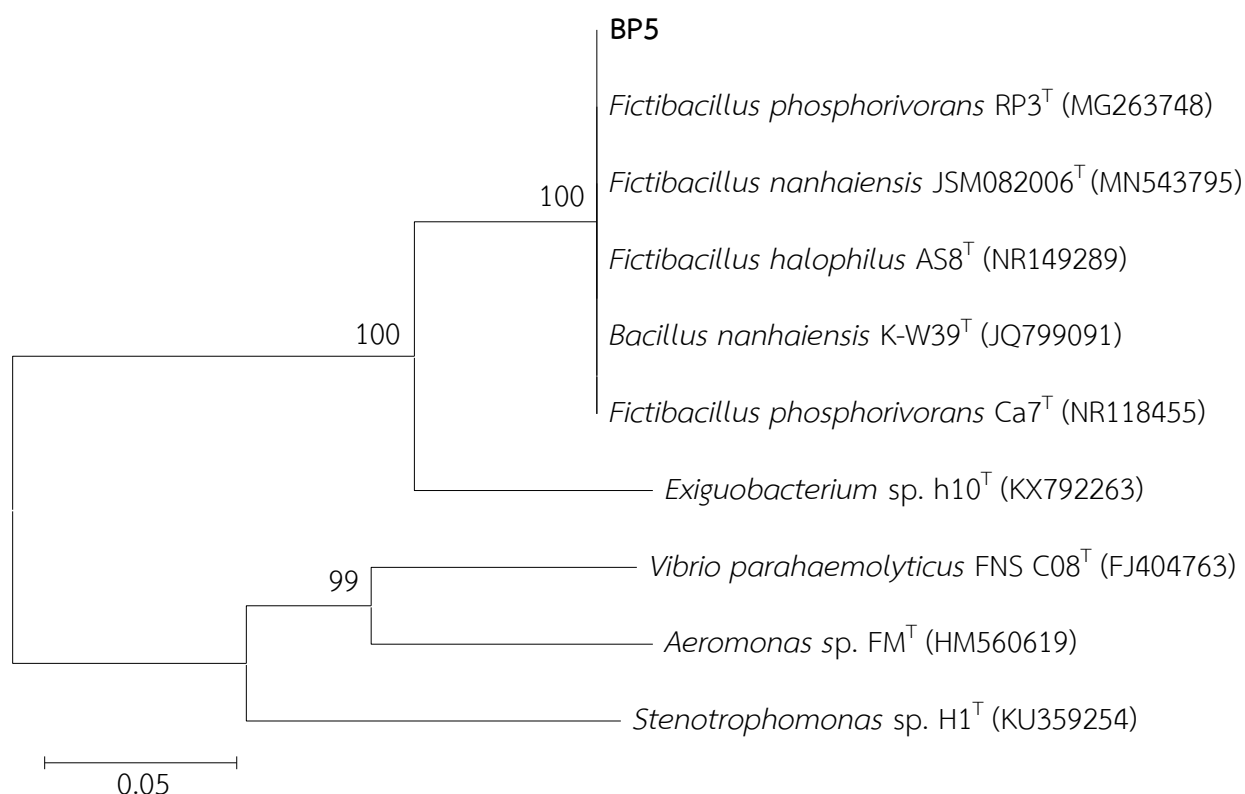 BP5
Fictibacillus phosphorivorans RP3ᵀ (MG263748)
Fictibacillus nanhaiensis JSM082006ᵀ (MN543795)
100
Fictibacillus halophilus AS8ᵀ (NR149289)
100
Bacillus nanhaiensis K-W39ᵀ (JQ799091)
Fictibacillus phosphorivorans Ca7ᵀ (NR118455)
Exiguobacterium sp. h10ᵀ (KX792263)
99
Vibrio parahaemolyticus FNS C08ᵀ (FJ404763)
Aeromonas sp. FMᵀ (HM560619)
Stenotrophomonas sp. H1ᵀ (KU359254)
0.05